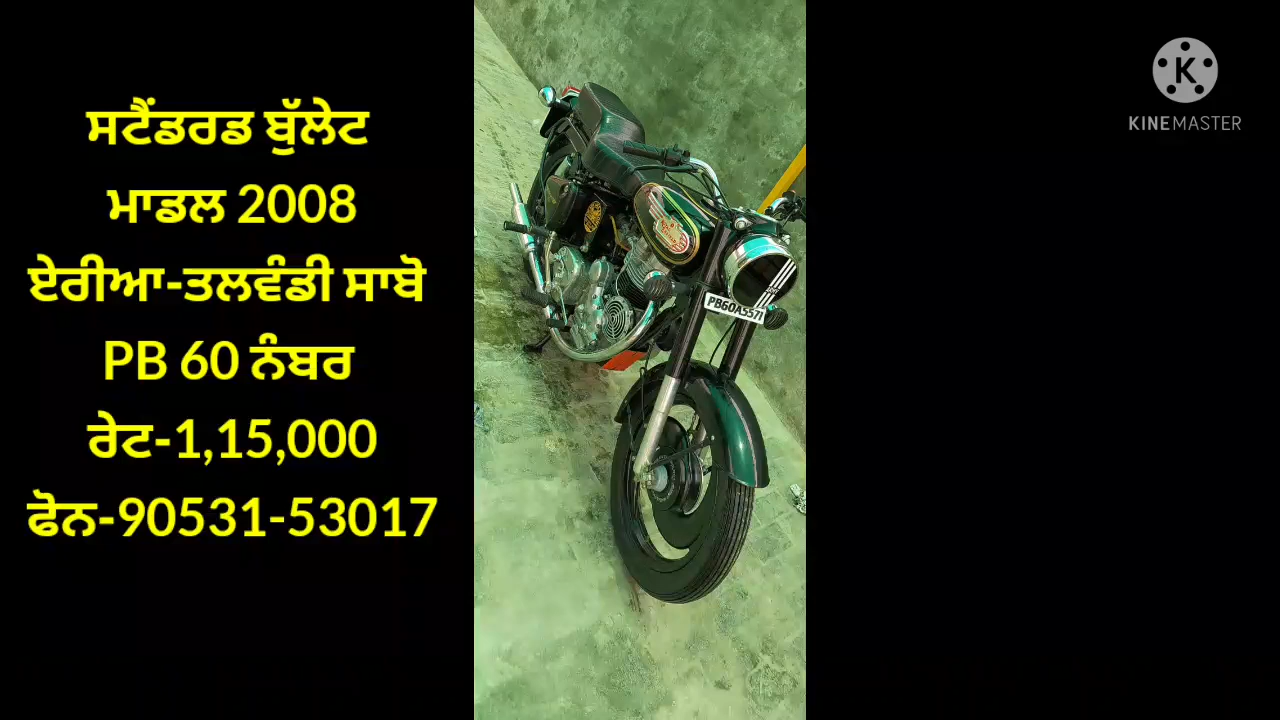 ਸਟੈਂਡਰਡ ਬੁੱਲੇਟ
ਮਾਡਲ 2008
ਏਰੀਆ-ਤਲਵੰਡੀ ਸਾਬੋ
PB 60 ਨੰਬਰ
ਰੇਟ-1,15,000
ਫੋਨ-90531-53017
PB60A5571
K
KINEMASTER